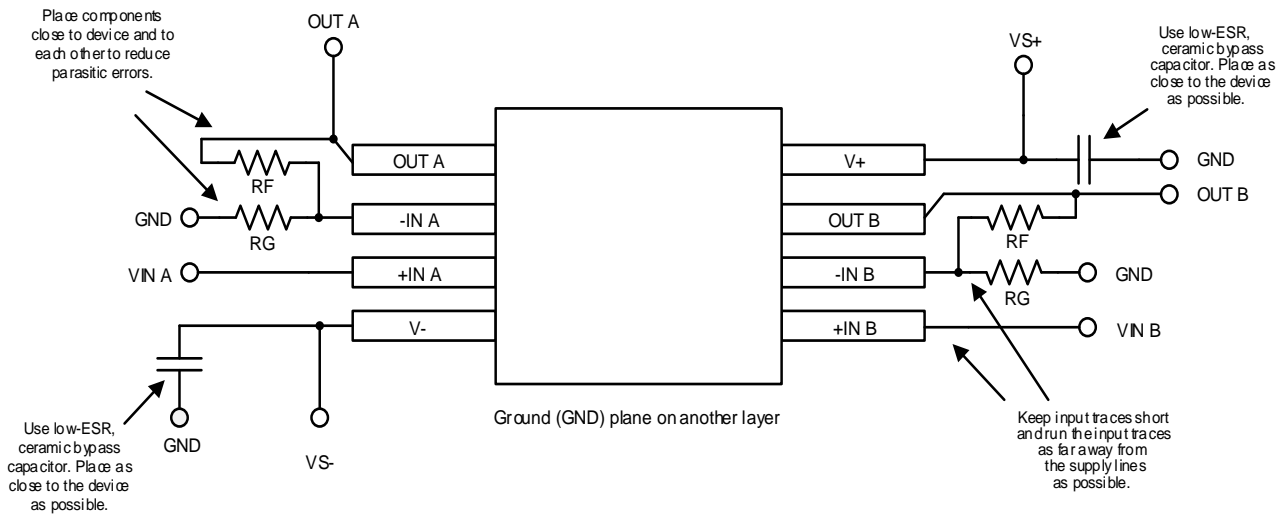 Place components
close to device and to
each other to reduce
parasitic errors.
OUT A
VS+
Use low-ESR,
ceramic bypass
capacitor. Place as
close to the device
as possible.
OUT A
V+
GND
RF
OUT B
GND
-IN A
OUT B
RG
RF
VIN A
+IN A
-IN B
GND
RG
V-
+IN B
VIN B
Ground (GND) plane on another layer
Use low-ESR,
ceramic bypass
capacitor. Place as
close to the device
as possible.
GND
VS-
Keep input traces short
and run the input traces
as far away from
the supply lines
as possible.